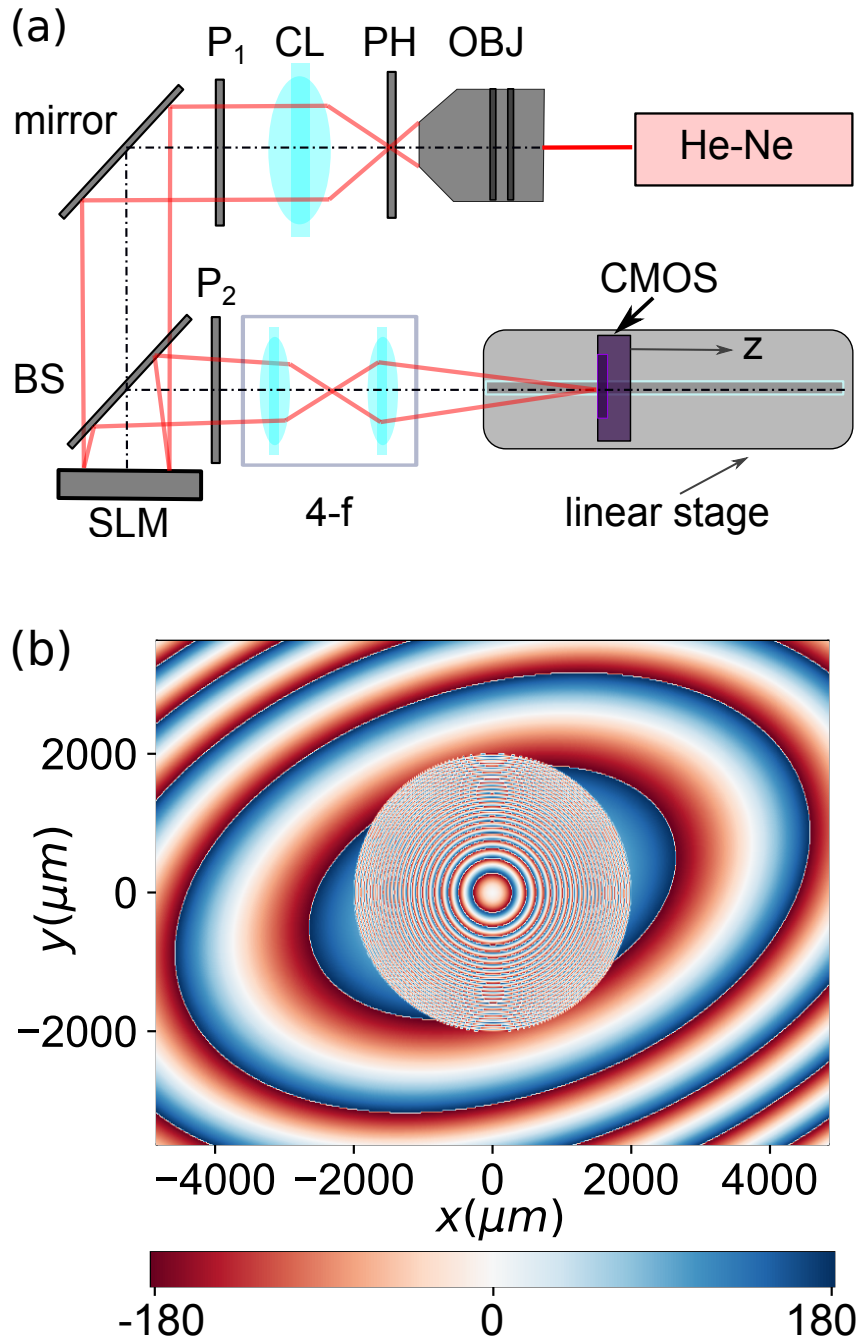 (a)
P1 CL PH OBJ
mirror
He-Ne
P2
CMOS
z
BS
SLM
4-f
linear stage
(b)
2000
0
−2000
y(μm)
−4000 −2000 0 2000 4000
x(μm)
-180 0 180